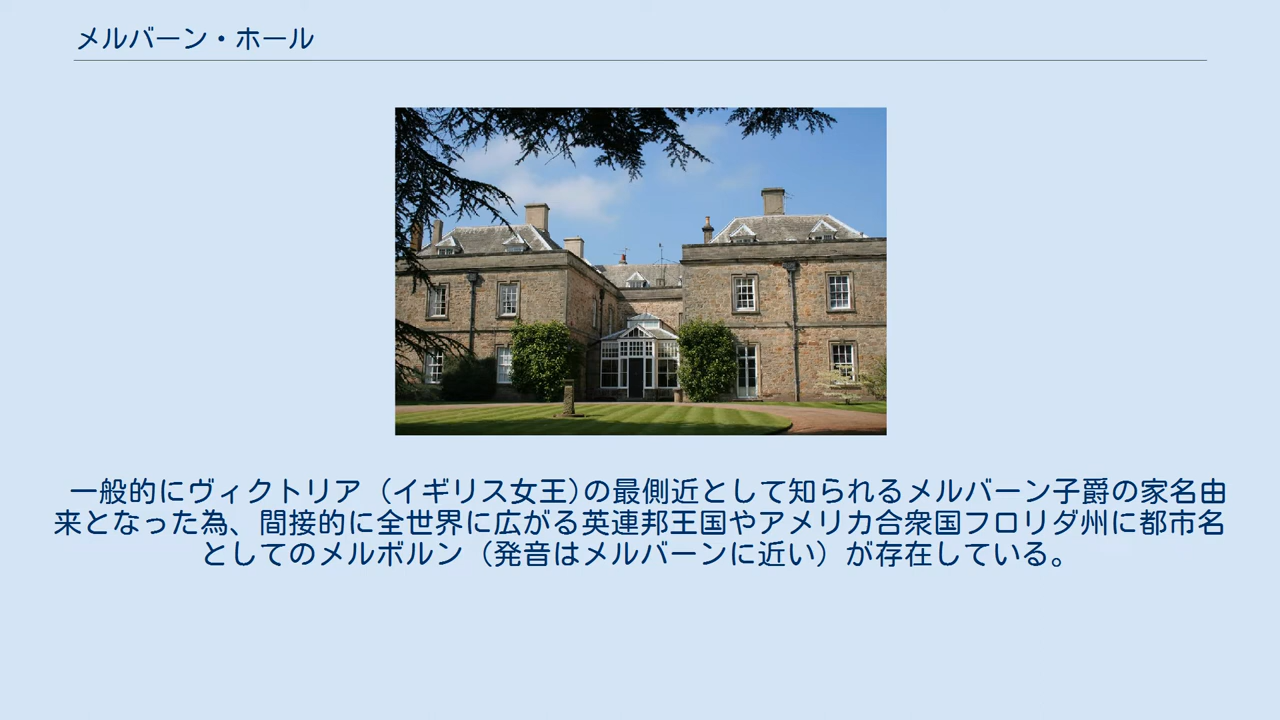 メルバーン・ホール
一般的にヴィクトリア（イギリス女王)の最側近として知られるメルバーン子爵の家名由
来となった為、間接的に全世界に広がる英連邦王国やアメリカ合衆国フロリダ州に都市名
としてのメルボルン（発音はメルバーンに近い）が存在している。